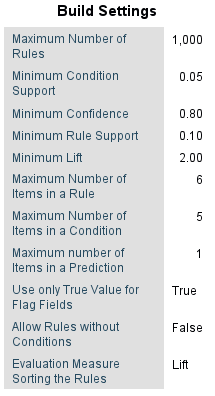 Build Settings
Maximum Number of
Rules
1,000
Minimum Condition
Support
0.05
Minimum Confidence
0.80
Minimum Rule Support
0.10
Minimum Lift
2.00
Maximum Number of
Items in a Rule
6
Maximum Number of
Items in a Condition
5
Maximum number of
Items in a Prediction
1
Use only True Value for
Flag Fields
True
Allow Rules without
Conditions
False
Evaluation Measure
Sorting the Rules
Lift